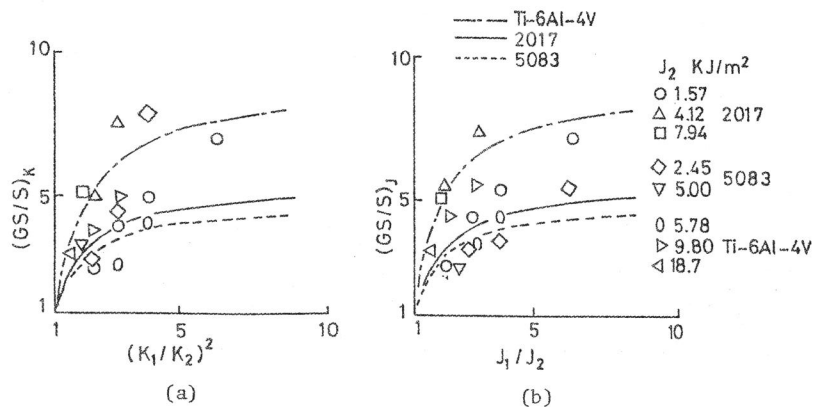 Ti-6Al-4V
2017
5083
10
5
1
1
5
10
(GS/S)K
(K1/K2)²
(a)
10
5
1
1
5
10
(GS/S)J
J1/J2
(b)
J2 KJ/m²
○ 1.57
△ 4.12 2017
□ 7.94
◇ 2.45
▽ 5.00 5083
0 5.78
▷ 9.80 Ti-6Al-4V
◁ 18.7